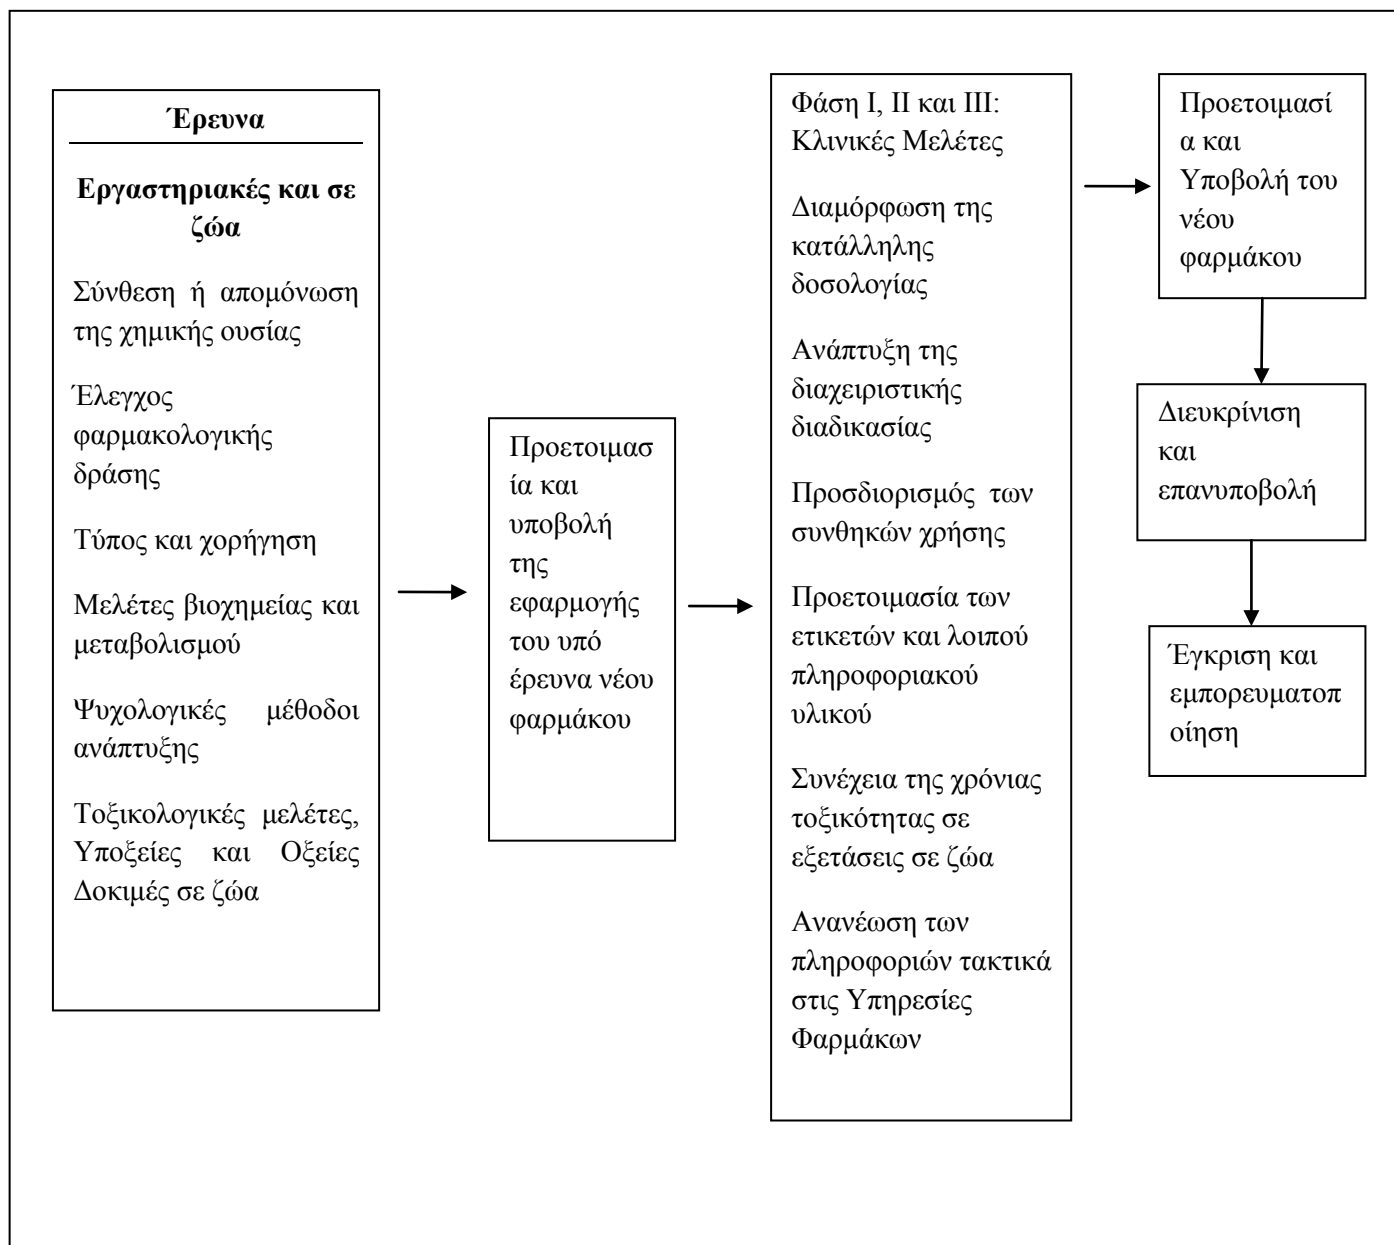 Έρευνα
Εργαστηριακές και σε
ζώα
Σύνθεση ή απομόνωση
της χημικής ουσίας
Έλεγχος
φαρμακολογικής
δράσης
Τύπος και χορήγηση
Μελέτες βιοχημείας και
μεταβολισμού
Ψυχολογικές μέθοδοι
ανάπτυξης
Τοξικολογικές μελέτες,
Υποξείες και Οξείες
Δοκιμές σε ζώα
Προετοιμασ
ία και
υποβολή
της
εφαρμογής
του υπό
έρευνα νέου
φαρμάκου
Φάση Ι, ΙΙ και ΙΙΙ:
Κλινικές Μελέτες
Διαμόρφωση της
κατάλληλης
δοσολογίας
Ανάπτυξη της
διαχειριστικής
διαδικασίας
Προσδιορισμός των
συνθηκών χρήσης
Προετοιμασία των
ετικετών και λοιπού
πληροφοριακού
υλικού
Συνέχεια της χρόνιας
τοξικότητας σε
εξετάσεις σε ζώα
Ανανέωση των
πληροφοριών τακτικά
στις Υπηρεσίες
Φαρμάκων
Προετοιμασί
α και
Υποβολή του
νέου
φαρμάκου
Διευκρίνιση
και
επανυποβολή
Έγκριση και
εμπορευματοπ
οίηση